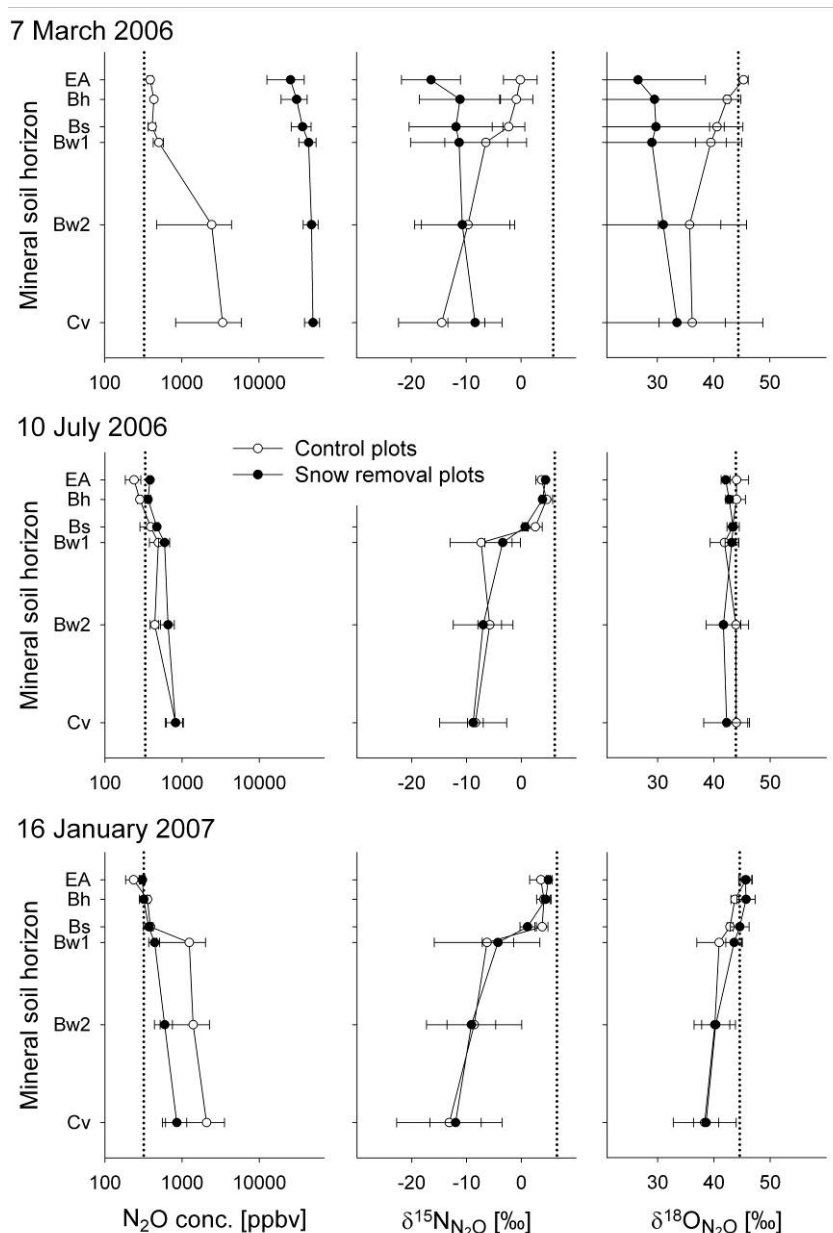 7 March 2006
Mineral soil horizon
EA
Bh
Bs
Bw1
Bw2
Cv
100 1000 10000
-20 -10 0
30 40 50
10 July 2006
Control plots
Snow removal plots
Mineral soil horizon
EA
Bh
Bs
Bw1
Bw2
Cv
100 1000 10000
-20 -10 0
30 40 50
16 January 2007
Mineral soil horizon
EA
Bh
Bs
Bw1
Bw2
Cv
100 1000 10000
-20 -10 0
30 40 50
N₂O conc. [ppbv]
δ¹⁵N_N₂O [‰]
δ¹⁸O_N₂O [‰]